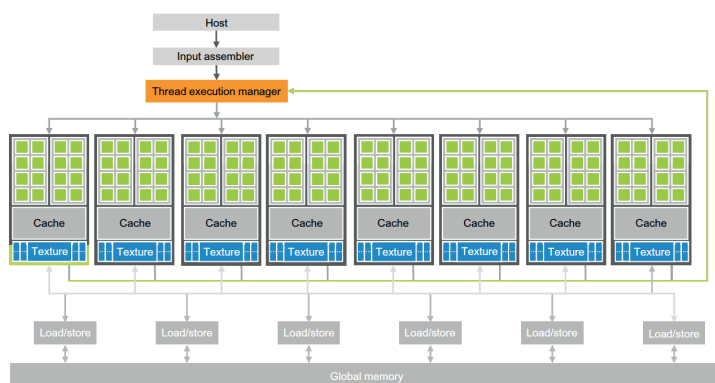 Host
Input assembler
Thread execution manager
Cache Cache Cache Cache Cache Cache Cache Cache
Texture Texture Texture Texture Texture Texture Texture Texture
Load/store Load/store Load/store Load/store Load/store Load/store
Global memory